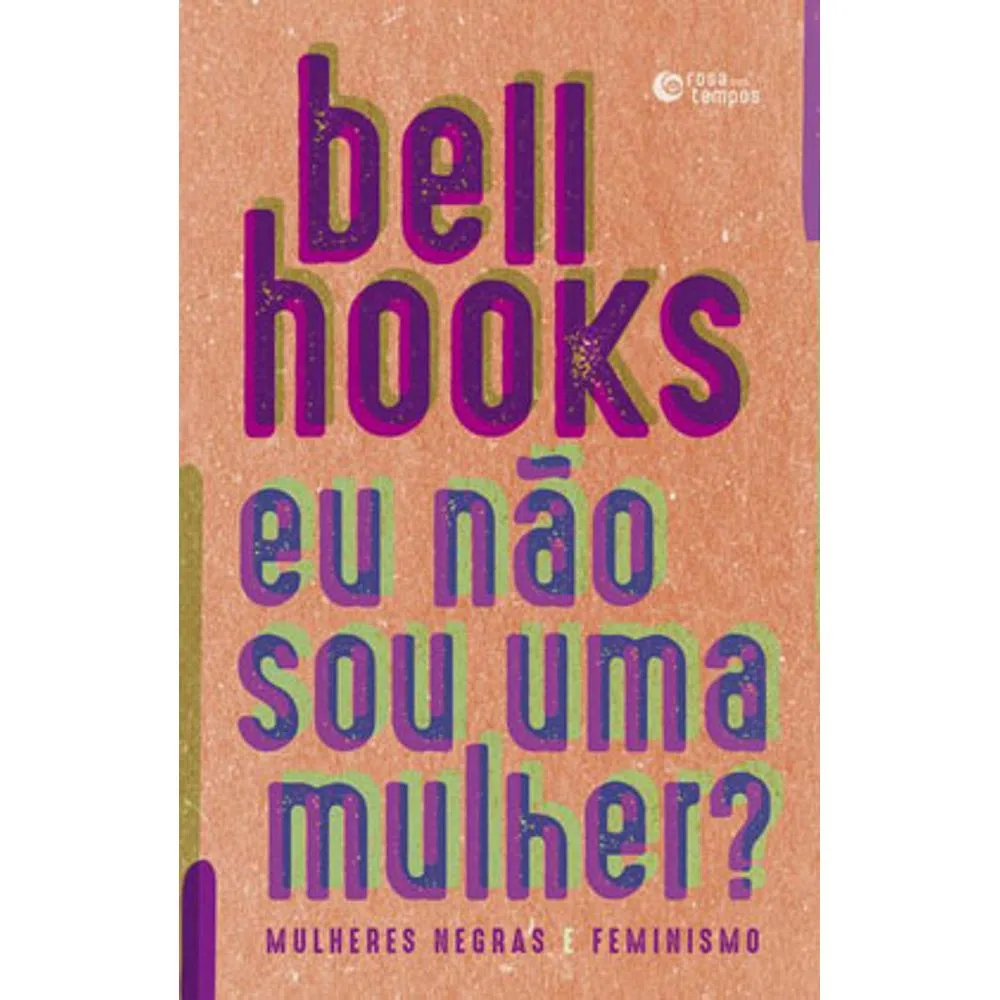 bell
hooks
rosa dos
tempos
eu não
sou uma
mulher?
MULHERES NEGRAS E FEMINISMO